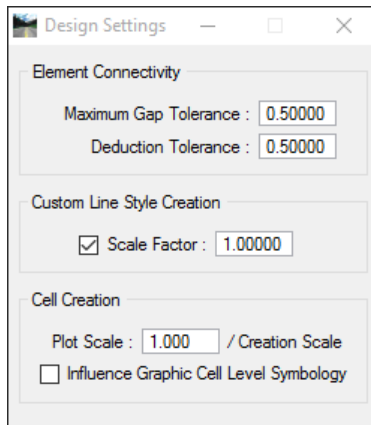 Design Settings
Element Connectivity
Maximum Gap Tolerance : 0.50000
Deduction Tolerance : 0.50000
Custom Line Style Creation
Scale Factor : 1.00000
Cell Creation
Plot Scale : 1.000 / Creation Scale
Influence Graphic Cell Level Symbology